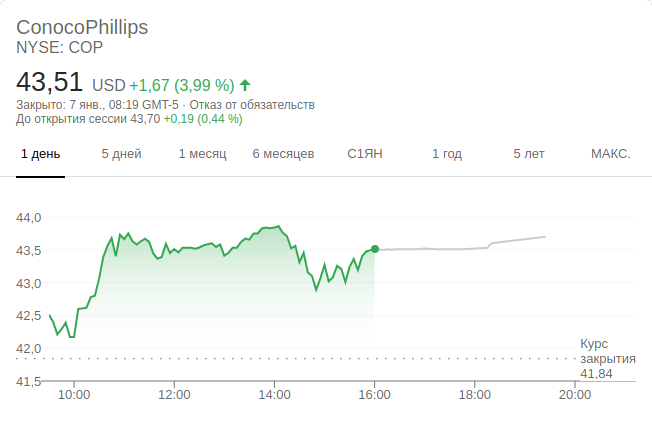 ConocoPhillips
NYSE: COP
43,51 USD +1,67 (3,99 %)
Закрыто: 7 янв., 08:19 GMT-5 · Отказ от обязательств
До открытия сессии 43,70 +0,19 (0,44 %)
1 день 5 дней 1 месяц 6 месяцев С1ЯН 1 год 5 лет МАКС.
44,0
43,5
43,0
42,5
42,0
41,5
Курс
закрытия
41,84
10:00 12:00 14:00 16:00 18:00 20:00